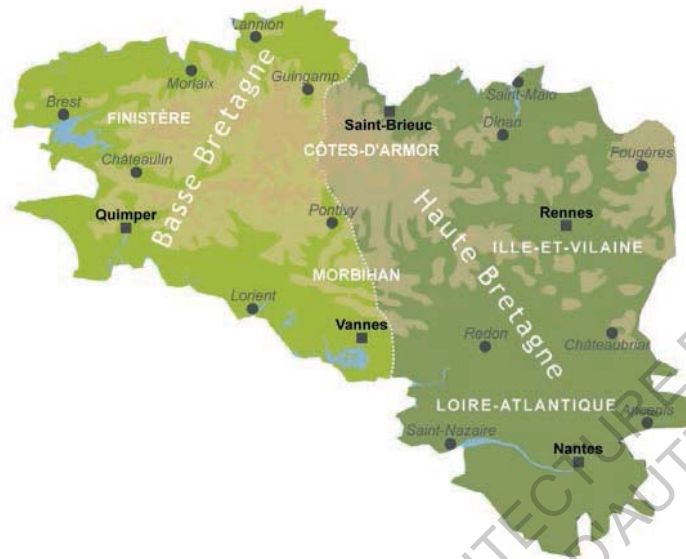 Lannion
Morlaix
Guingamp
Saint-Malo
Brest
FINISTÈRE
Saint-Brieuc
Dinan
CÔTES-D'ARMOR
Fougères
Châteaulin
Basse Bretagne
Haute Bretagne
Quimper
Pontivy
Rennes
ILLE-ET-VILAINE
MORBIHAN
Lorient
Vannes
Redon
Châteaubriar
LOIRE-ATLANTIQUE
Ancenis
Saint-Nazaire
Nantes